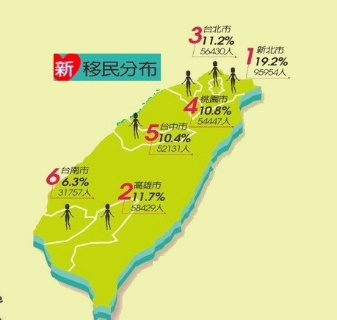 新 移民分布
3 台北市
11.2%
56430人
1 新北市
19.2%
95954人
4 桃園市
10.8%
54447人
5 台中市
10.4%
52131人
6 台南市
6.3%
31757人
2 高雄市
11.7%
58429人